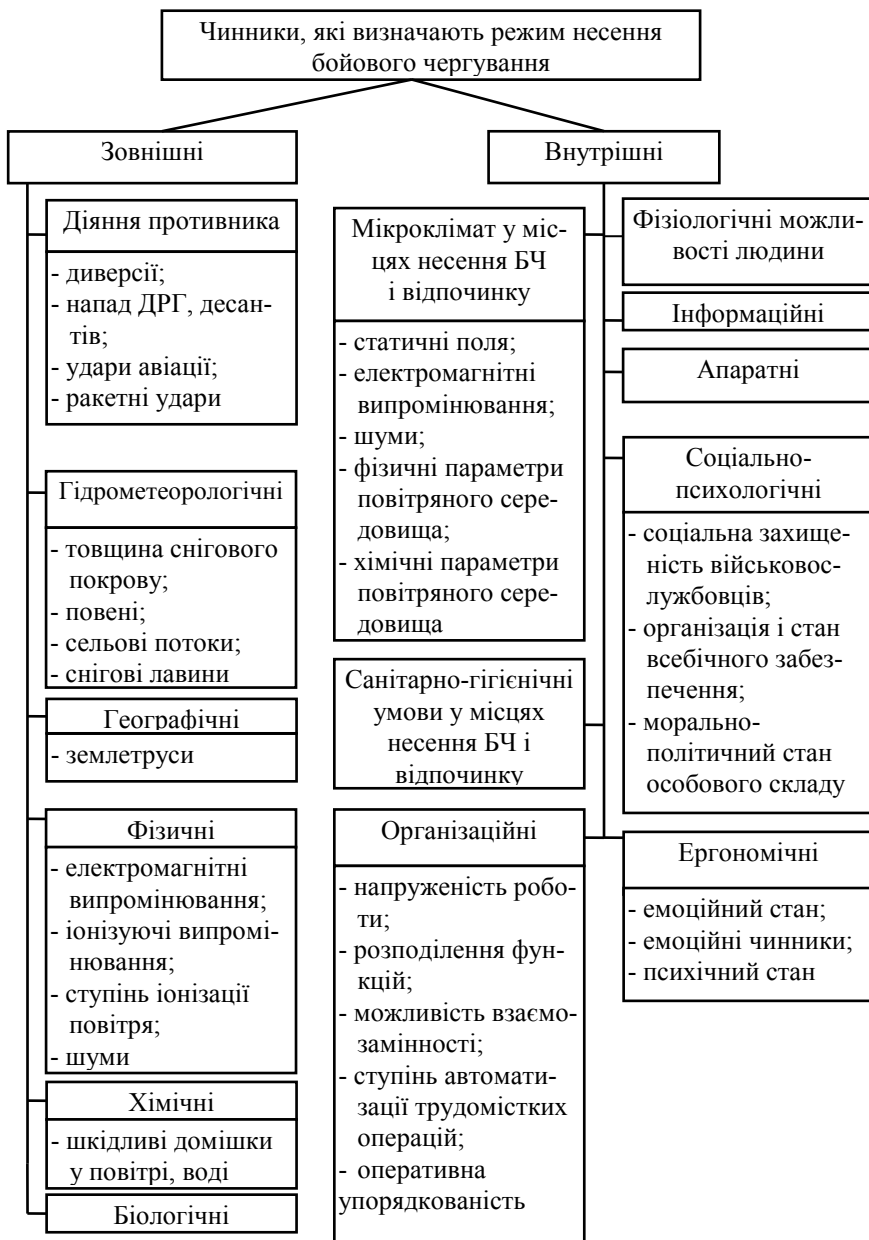 Чинники, які визначають режим несення
бойового чергування
Зовнішні
Діяння противника
- диверсії;
- напад ДРГ, десан-
тів;
- удари авіації;
- ракетні удари
Гідрометеорологічні
- товщина снігового
покрову;
- повені;
- сельові потоки;
- снігові лавини
Географічні
- землетруси
Фізичні
- електромагнітні
випромінювання;
- іонізуючі випромі-
нювання;
- ступінь іонізації
повітря;
- шуми
Хімічні
- шкідливі домішки
у повітрі, воді
Біологічні
Внутрішні
Мікроклімат у міс-
цях несення БЧ
і відпочинку
- статичні поля;
- електромагнітні
випромінювання;
- шуми;
- фізичні параметри
повітряного сере-
довища;
- хімічні параметри
повітряного сере-
довища
Санітарно-гігієнічні
умови у місцях
несення БЧ і
відпочинку
Організаційні
- напруженість робо-
ти;
- розподілення фун-
кцій;
- можливість взаємо-
замінності;
- ступінь автомати-
зації трудомістких
операцій;
- оперативна
упорядкованість
Фізіологічні можли-
вості людини
Інформаційні
Апаратні
Соціально-
психологічні
- соціальна захище-
ність військовос-
лужбовців;
- організація і стан
всебічного забез-
печення;
- морально-
політичний стан
особового складу
Ергономічні
- емоційний стан;
- емоційні чинники;
- психічний стан